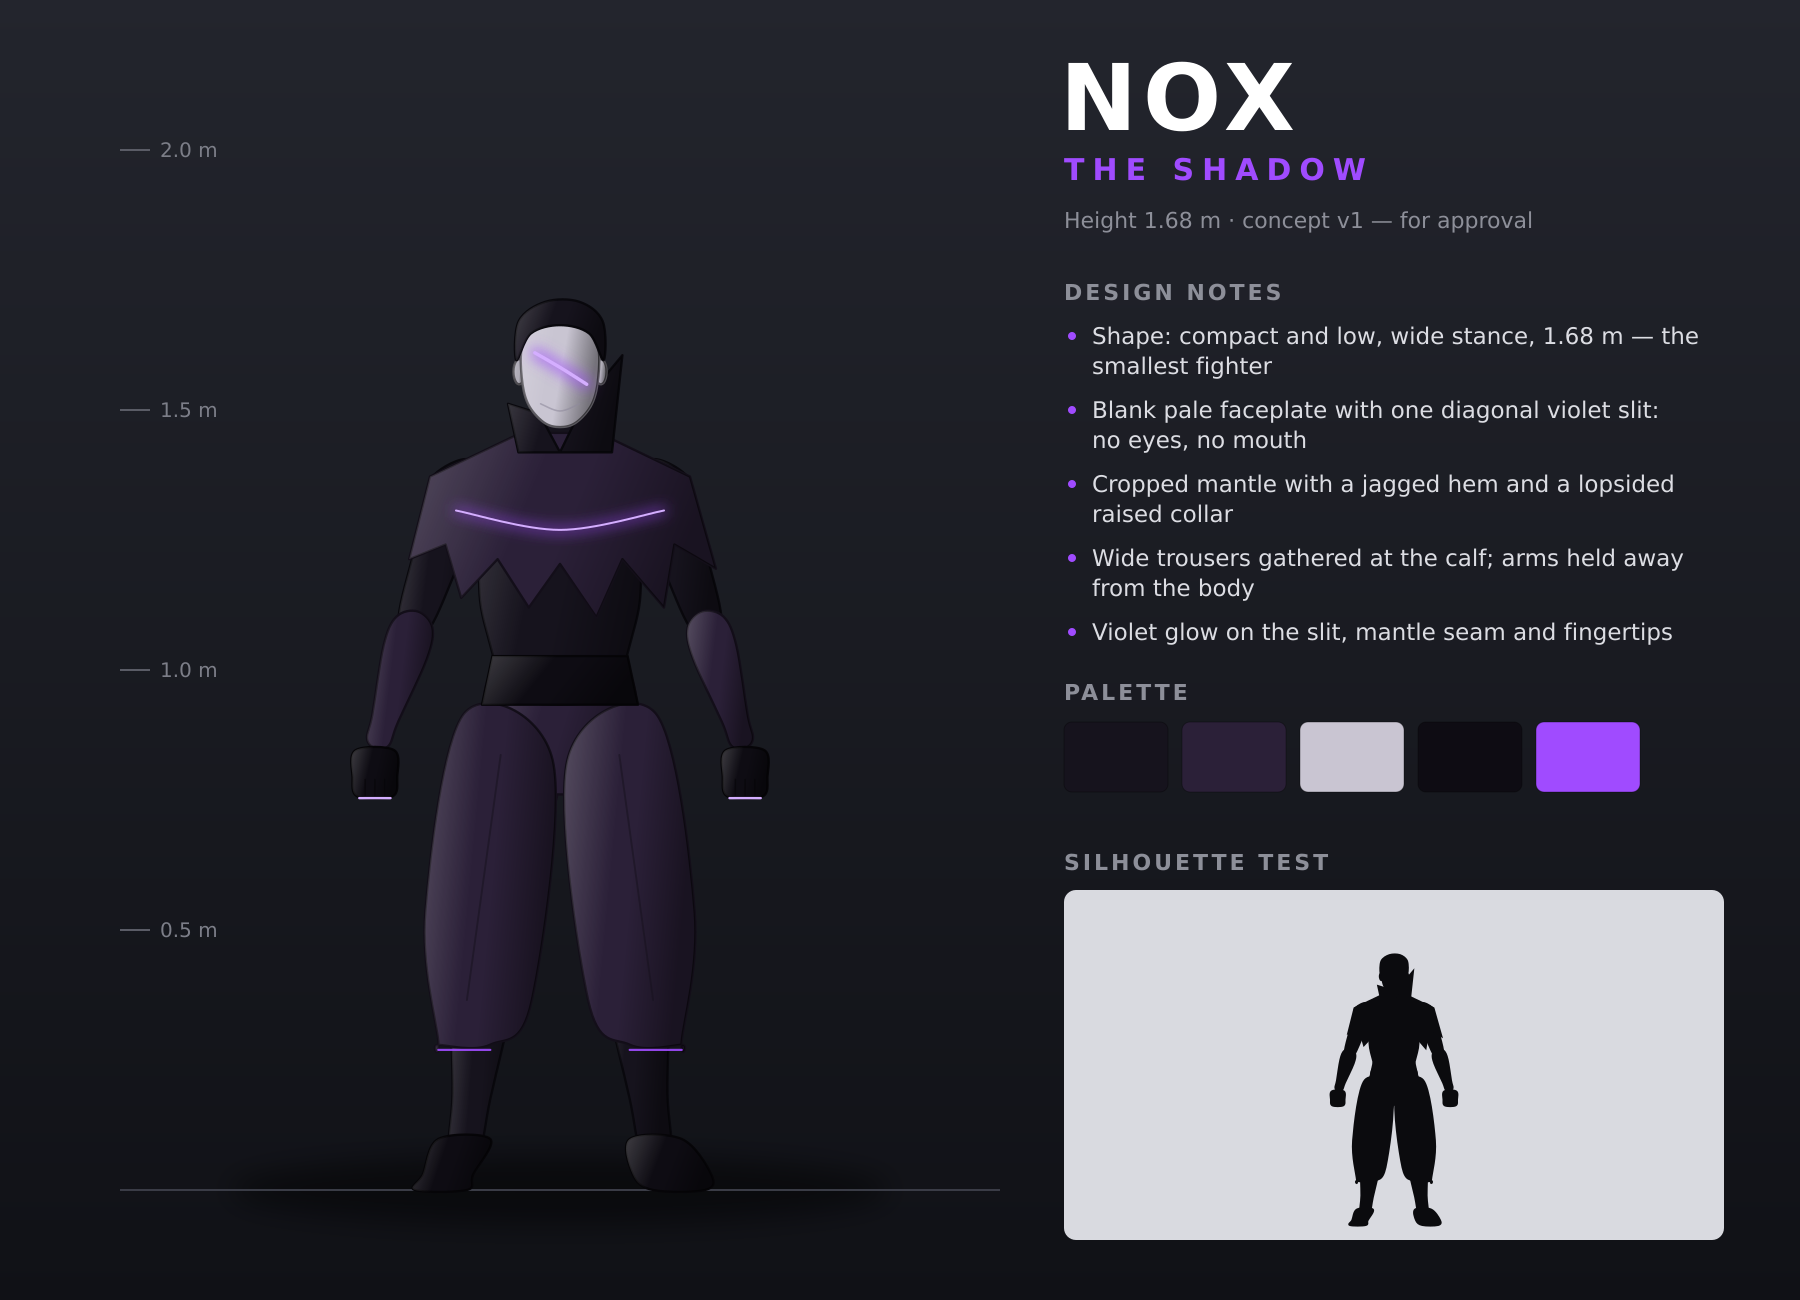 NOX
THE SHADOW
Height 1.68 m · concept v1 — for approval
DESIGN NOTES
• Shape: compact and low, wide stance, 1.68 m — the
smallest fighter
• Blank pale faceplate with one diagonal violet slit:
no eyes, no mouth
• Cropped mantle with a jagged hem and a lopsided
raised collar
• Wide trousers gathered at the calf; arms held away
from the body
• Violet glow on the slit, mantle seam and fingertips
PALETTE
SILHOUETTE TEST
2.0 m
1.5 m
1.0 m
0.5 m